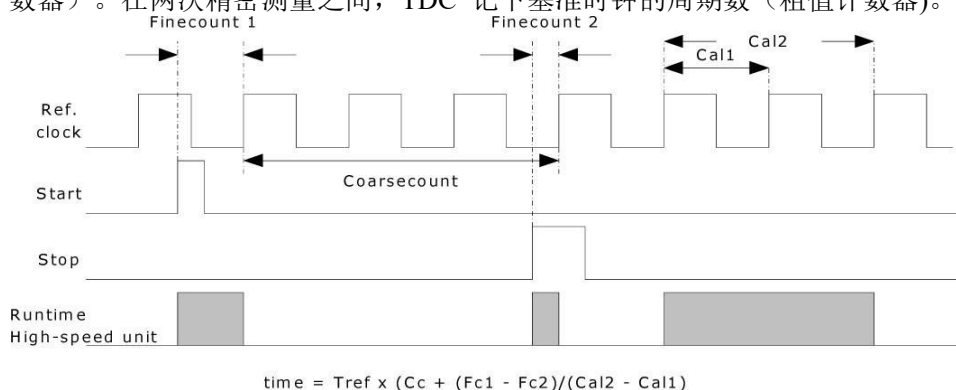 数器）。在两次精密测量之间，TDC 记下基准时钟的周期数（粗值计数器)。
Finecount 1
Finecount 2
Cal2
Cal1
Ref.
clock
Coarsecount
Start
Stop
Runtime
High-speed unit
time = Tref x (Cc + (Fc1 - Fc2)/(Cal2 - Cal1)